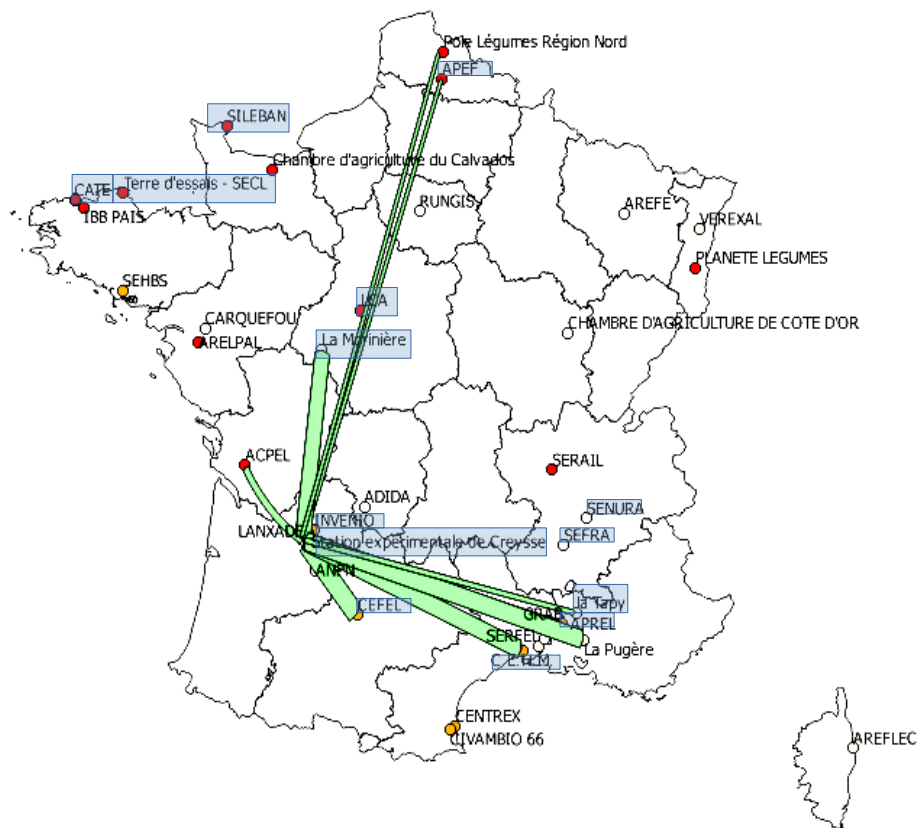 Pôle Légumes Région Nord
APEF
SILEBAN
Chambre d'agriculture du Calvados
CATE
Terre d'essais - SECL
IBB PAIS
RUNGIS
AREFE
VEREXAL
PLANETE LEGUMES
SEHBS
LCA
CARQUEFOU
CHAMBRE D'AGRICULTURE DE COTE D'OR
ARELPAL
La Morinière
ACPEL
SERAIL
ADIDA
SENURA
INVENIO
LANXADE
SEFRA
Station expérimentale de Creysse
ANPN
CEFEL
la Tapy
GRAB
APREL
SERFEL
La Pugère
CENTREX
CIVAMBIO 66
AREFLEC